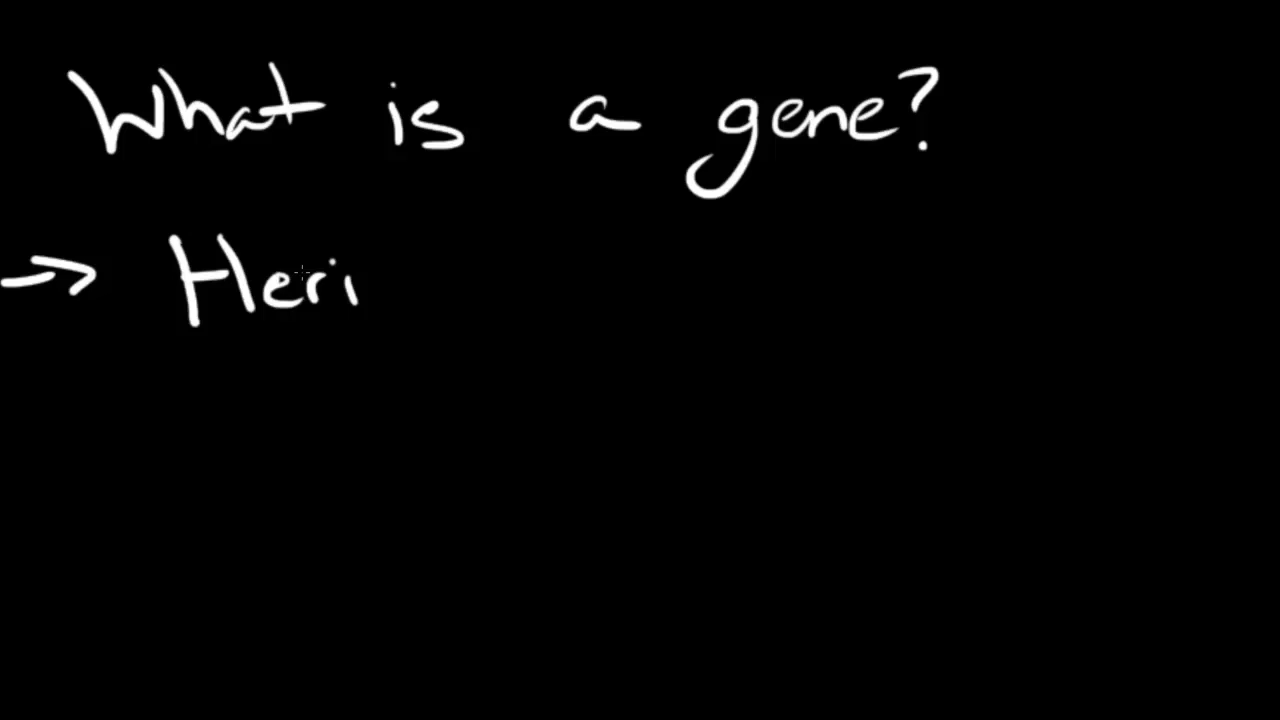 What is a gene?
→ Heri